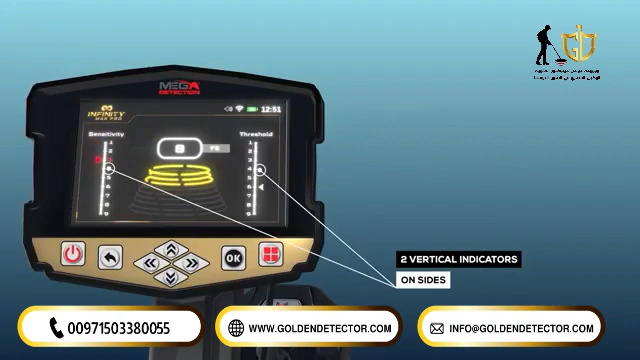 GD
MEGA
DETECTION
INFINITY
MAX PRO
12:51
Sensitivity
Threshold
1
2
3
4
5
6
7
8
9
1
2
3
4
5
6
7
8
9
OK
2 VERTICAL INDICATORS
ON SIDES
00971503380055
WWW.GOLDENDETECTOR.COM
INFO@GOLDENDETECTOR.COM